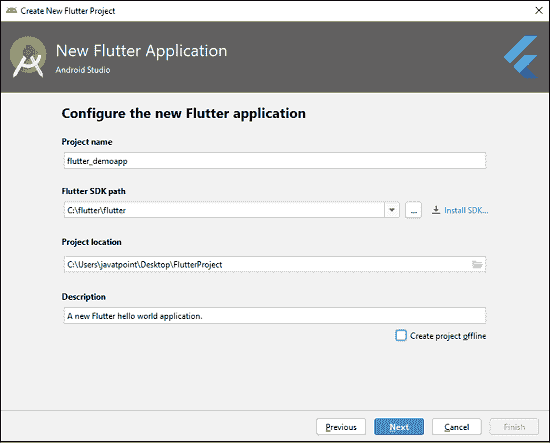 Create New Flutter Project
New Flutter Application
Android Studio
Configure the new Flutter application
Project name
flutter_demoapp
Flutter SDK path
C:\flutter\flutter
...
Install SDK...
Project location
C:\Users\javatpoint\Desktop\FlutterProject
Description
A new Flutter hello world application.
Create project offline
Previous
Next
Cancel
Finish